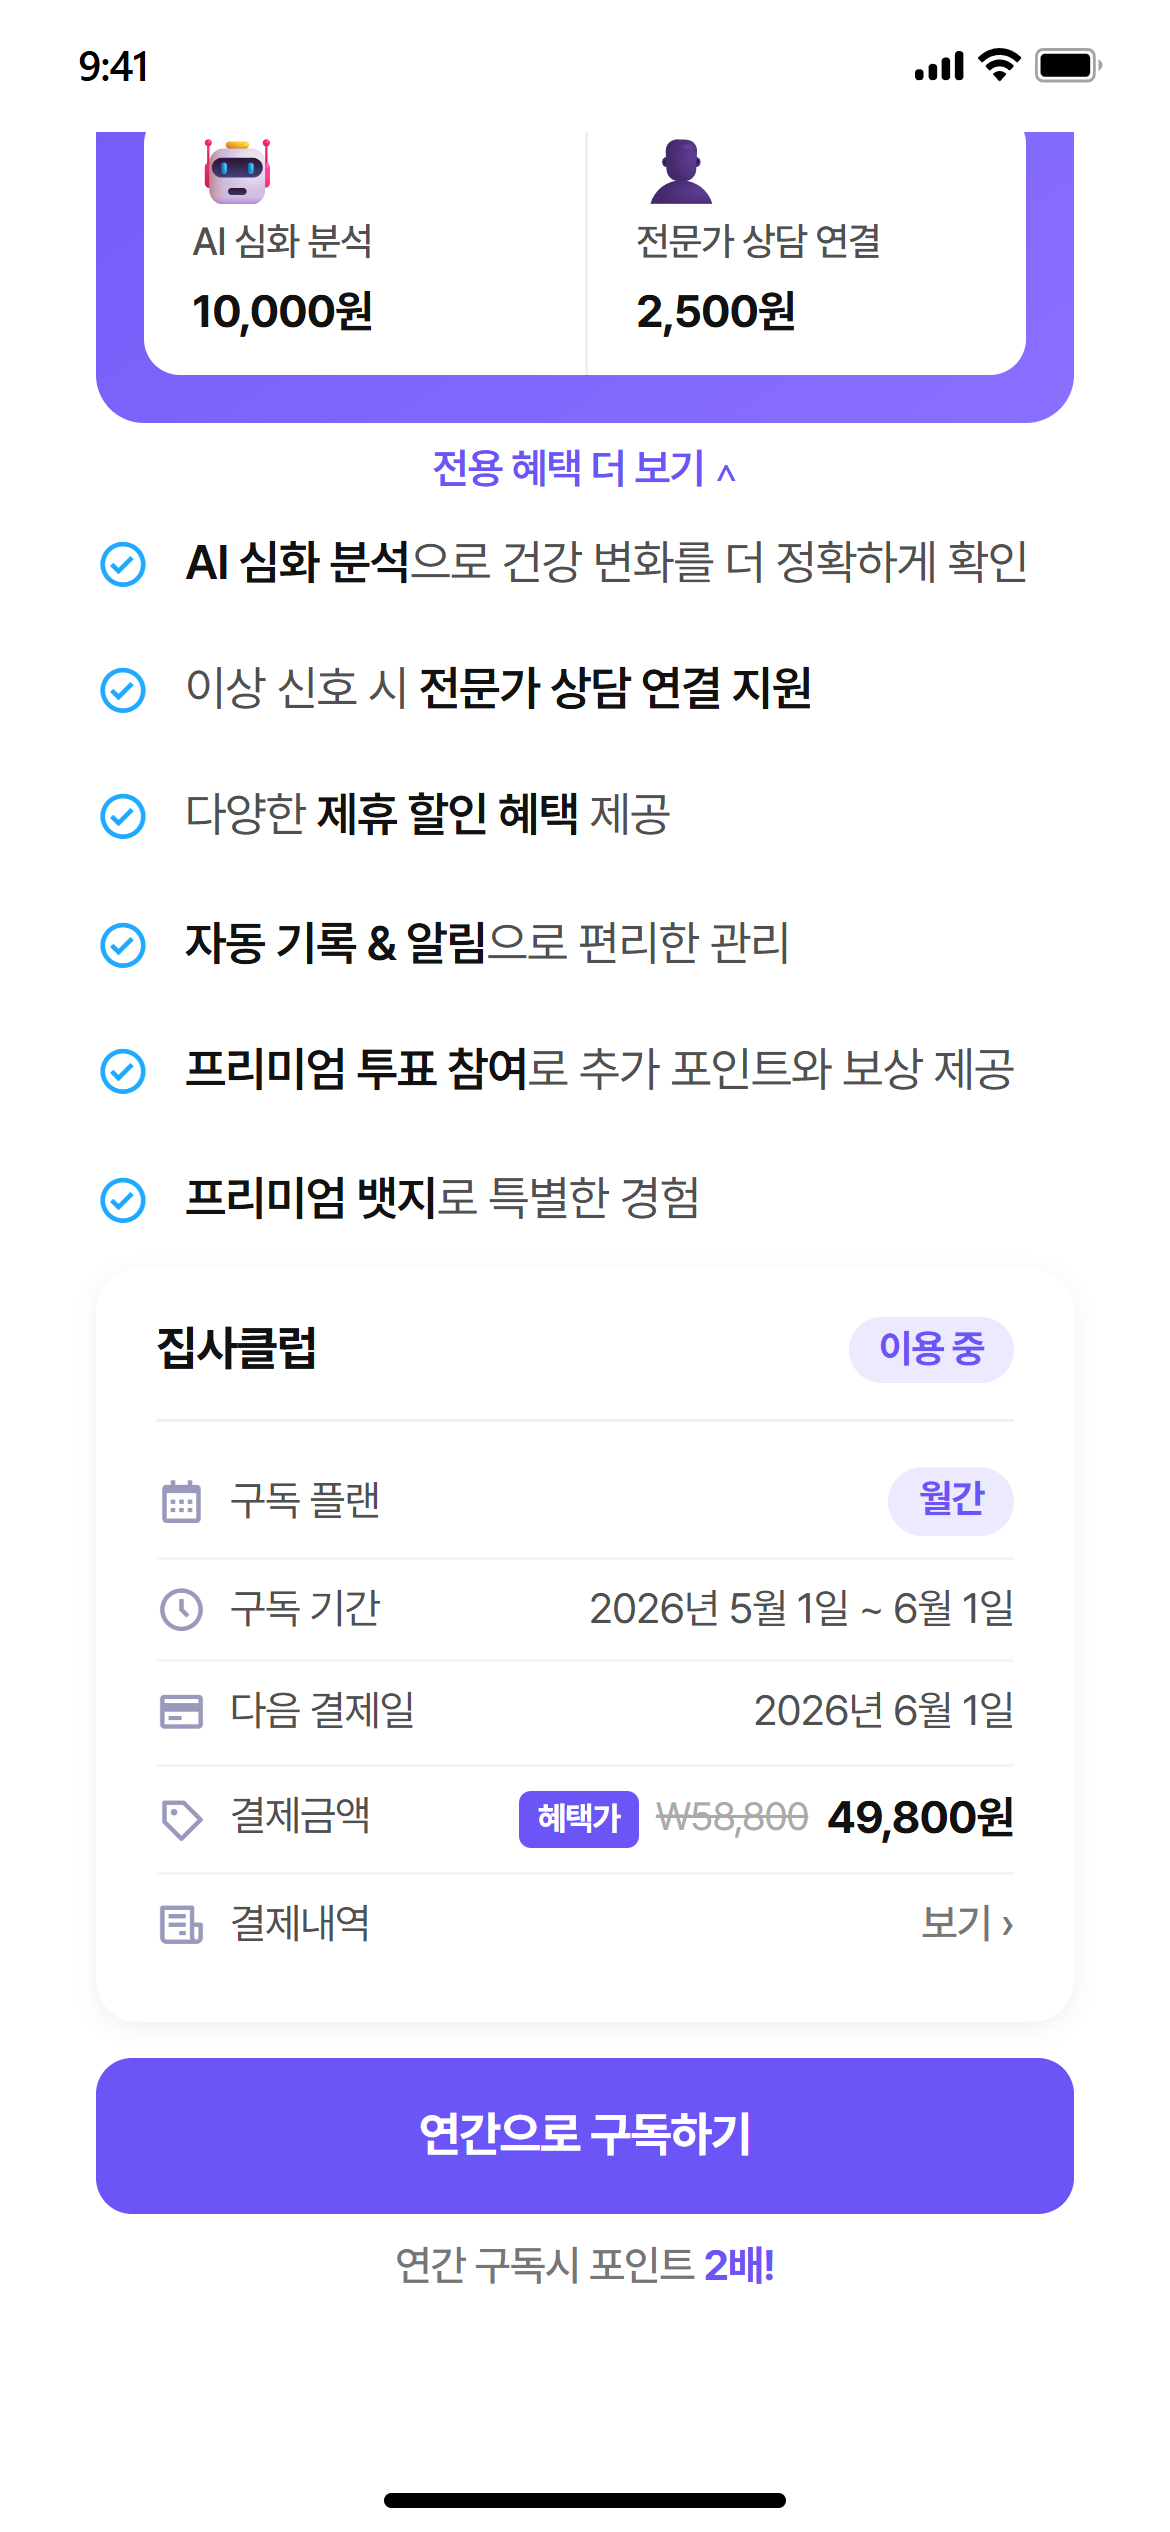 9:41
AI 심화 분석
전문가 상담 연결
10,000원
2,500원
전용 혜택 더 보기 ^
AI 심화 분석으로 건강 변화를 더 정확하게 확인
이상 신호 시 전문가 상담 연결 지원
다양한 제휴 할인 혜택 제공
자동 기록 & 알림으로 편리한 관리
프리미엄 투표 참여로 추가 포인트와 보상 제공
프리미엄 뱃지로 특별한 경험
집사클럽 이용 중
구독 플랜 월간
구독 기간 2026년 5월 1일 ~ 6월 1일
다음 결제일 2026년 6월 1일
결제금액 혜택가 ₩58,800 49,800원
결제내역 보기 ›
연간으로 구독하기
연간 구독시 포인트 2배!